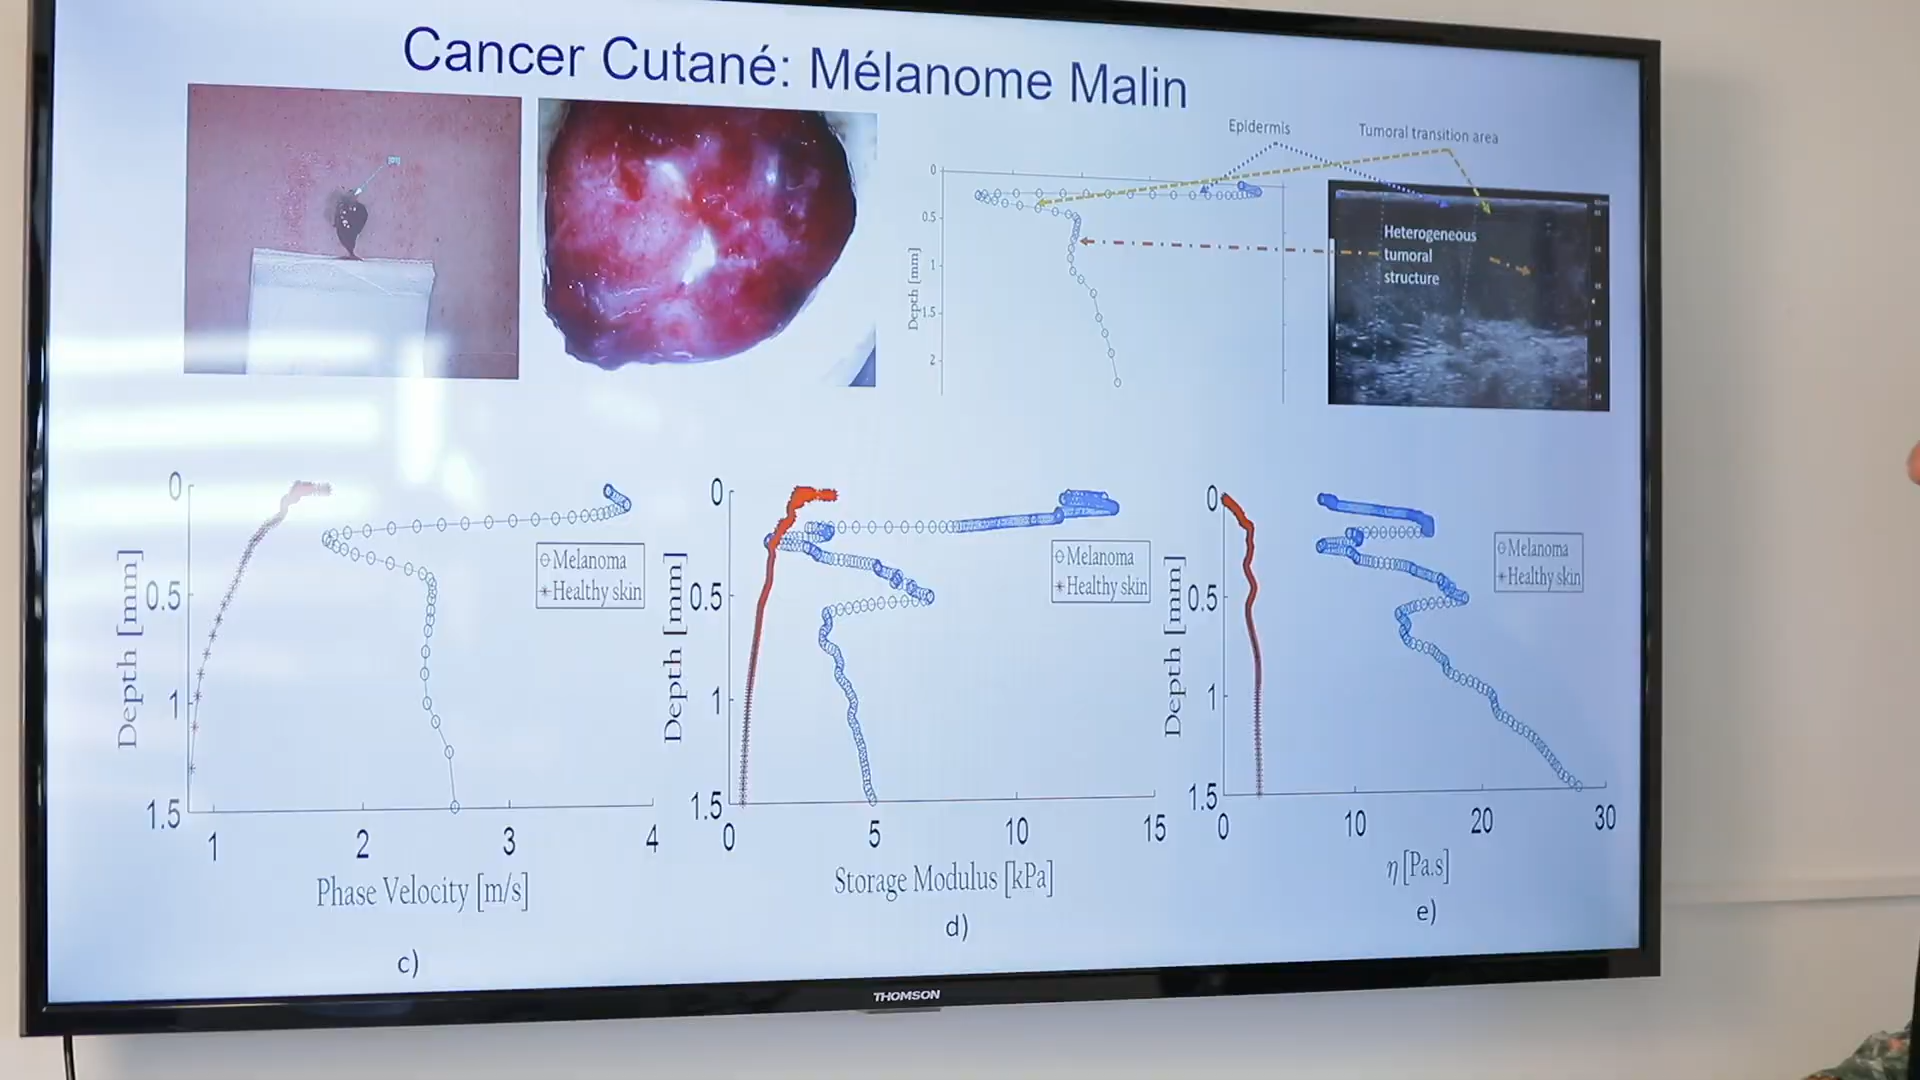 Cancer Cutané: Mélanome Malin
Epidermis
Tumoral transition area
0
0.5
1
1.5
2
Depth [mm]
Heterogeneous
tumoral
structure
0
0.5
1
1.5
Depth [mm]
1 2 3 4
Phase Velocity [m/s]
Melanoma
Healthy skin
c)
0
0.5
1
1.5
Depth [mm]
0 5 10 15
Storage Modulus [kPa]
Melanoma
Healthy skin
d)
0
0.5
1
1.5
Depth [mm]
0 10 20 30
η [Pa.s]
Melanoma
Healthy skin
e)
THOMSON